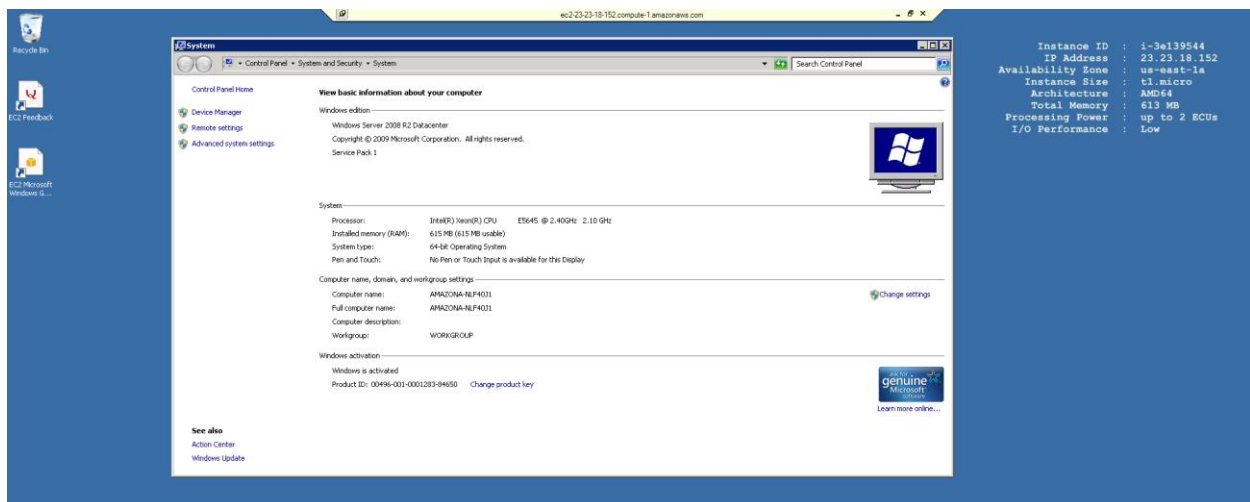 ec2-23-23-18-152.compute-1.amazonaws.com
Recycle Bin
EC2 Feedback
EC2 Microsoft
Windows G...
System
Control Panel
System and Security
System
Search Control Panel
Control Panel Home
Device Manager
Remote settings
Advanced system settings
See also
Action Center
Windows Update
View basic information about your computer
Windows edition
Windows Server 2008 R2 Datacenter
Copyright © 2009 Microsoft Corporation. All rights reserved.
Service Pack 1
System
Processor: Intel(R) Xeon(R) CPU E5645 @ 2.40GHz 2.10 GHz
Installed memory (RAM): 615 MB (615 MB usable)
System type: 64-bit Operating System
Pen and Touch: No Pen or Touch Input is available for this Display
Computer name, domain, and workgroup settings
Computer name: AMAZONA-NLF40J1
Change settings
Full computer name: AMAZONA-NLF40J1
Computer description:
Workgroup: WORKGROUP
Windows activation
Windows is activated
Product ID: 00496-001-0001283-84650 Change product key
ask for
genuine
Microsoft
software
Learn more online...
Instance ID : i-3e139544
IP Address : 23.23.18.152
Availability Zone : us-east-1a
Instance Size : t1.micro
Architecture : AMD64
Total Memory : 613 MB
Processing Power : up to 2 ECUs
I/O Performance : Low